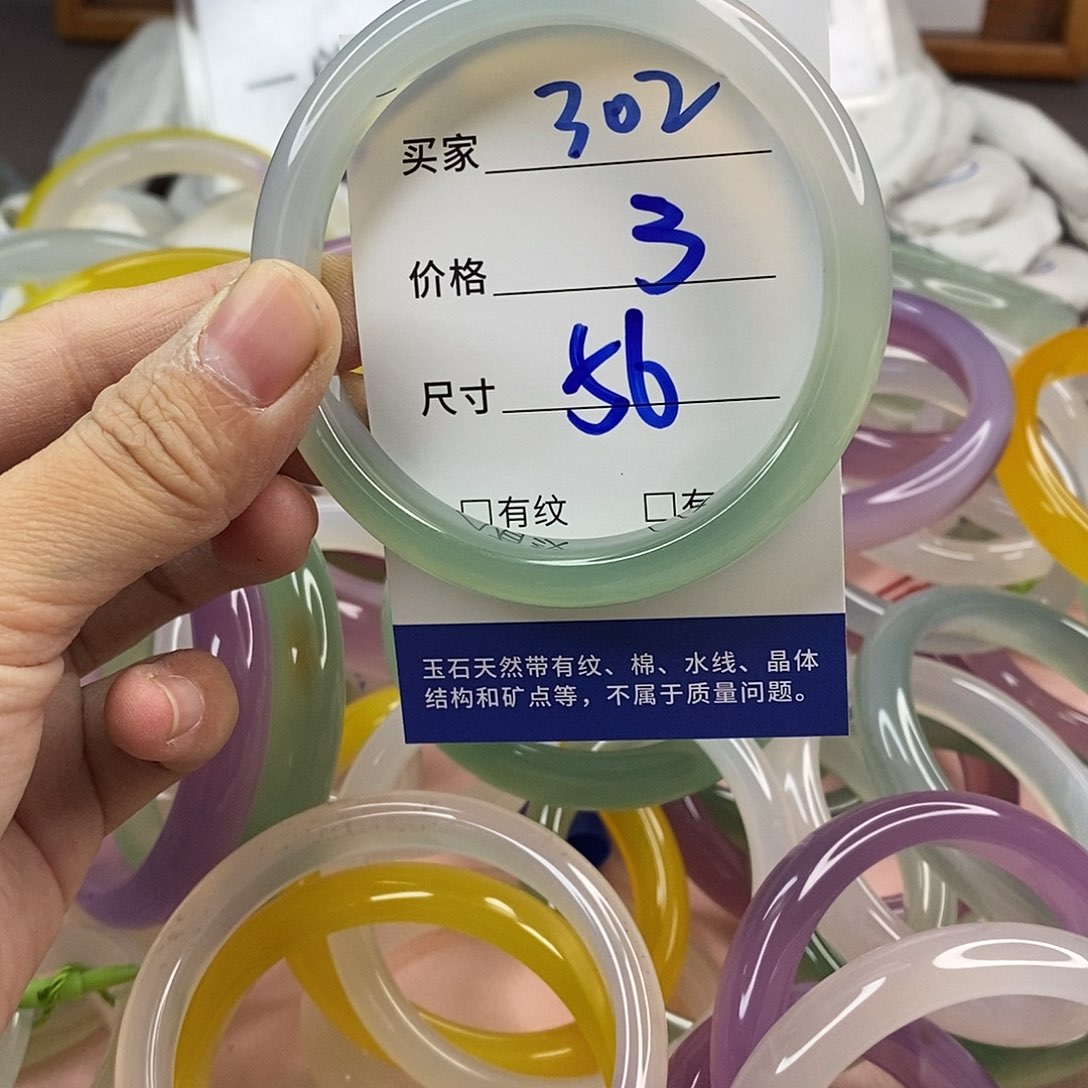 买家 302
价格 3
尺寸 56
□有纹 □有
玉石天然带有纹、棉、水线、晶体
结构和矿点等，不属于质量问题。